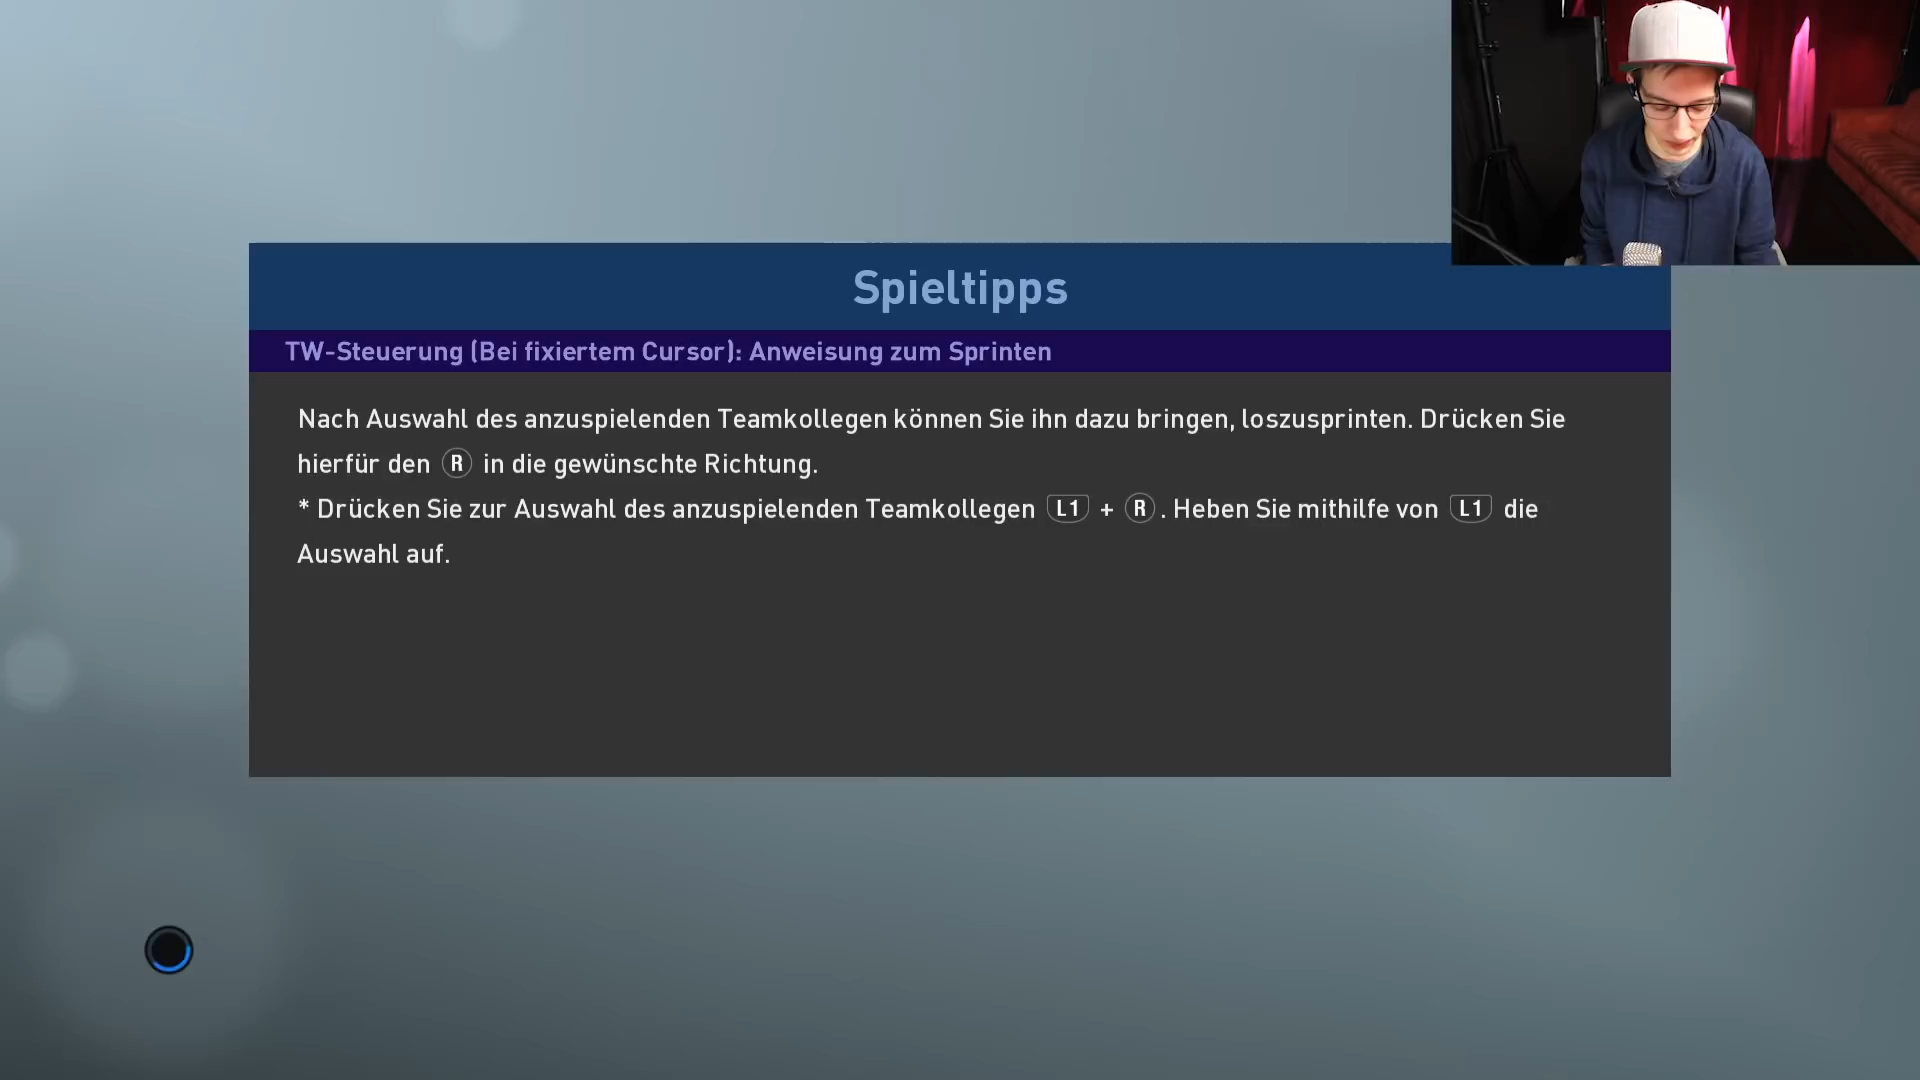 Spieltipps
TW-Steuerung (Bei fixiertem Cursor): Anweisung zum Sprinten
Nach Auswahl des anzuspielenden Teamkollegen können Sie ihn dazu bringen, loszusprinten. Drücken Sie
hierfür den R in die gewünschte Richtung.
* Drücken Sie zur Auswahl des anzuspielenden Teamkollegen L1 + R. Heben Sie mithilfe von L1 die
Auswahl auf.